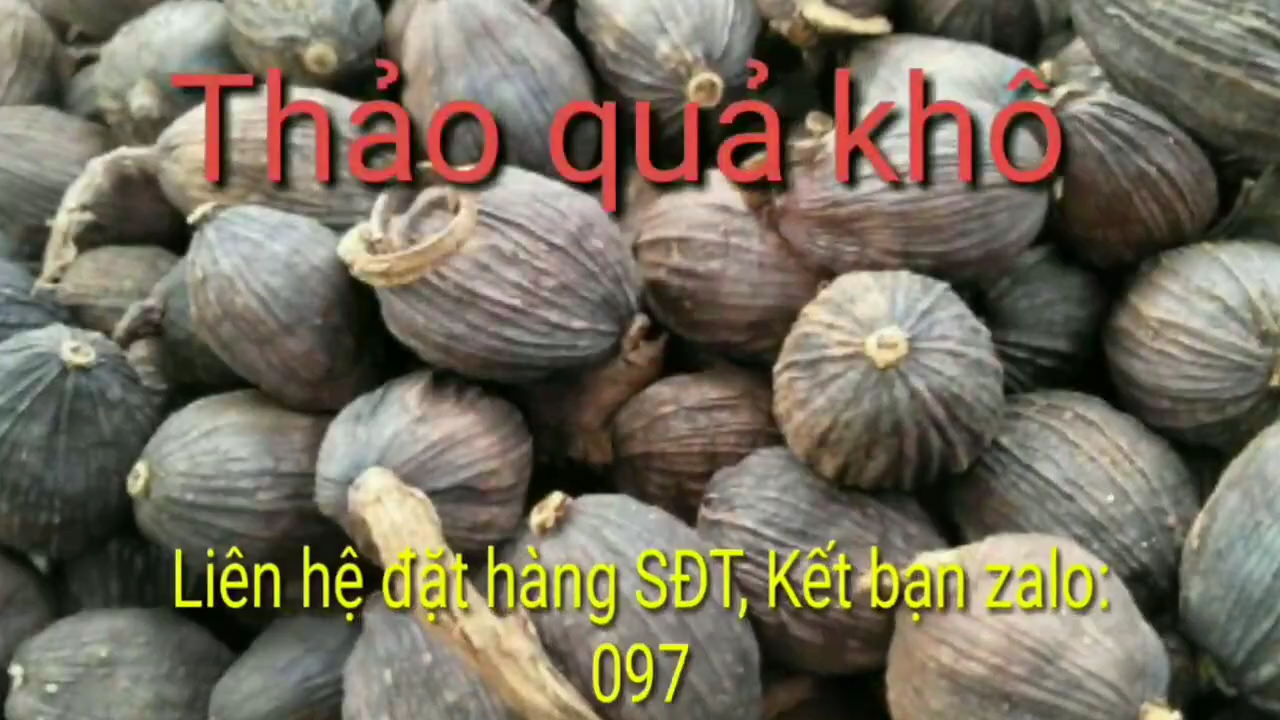 Thảo quả khô
Liên hệ đặt hàng SĐT, Kết bạn zalo:
097